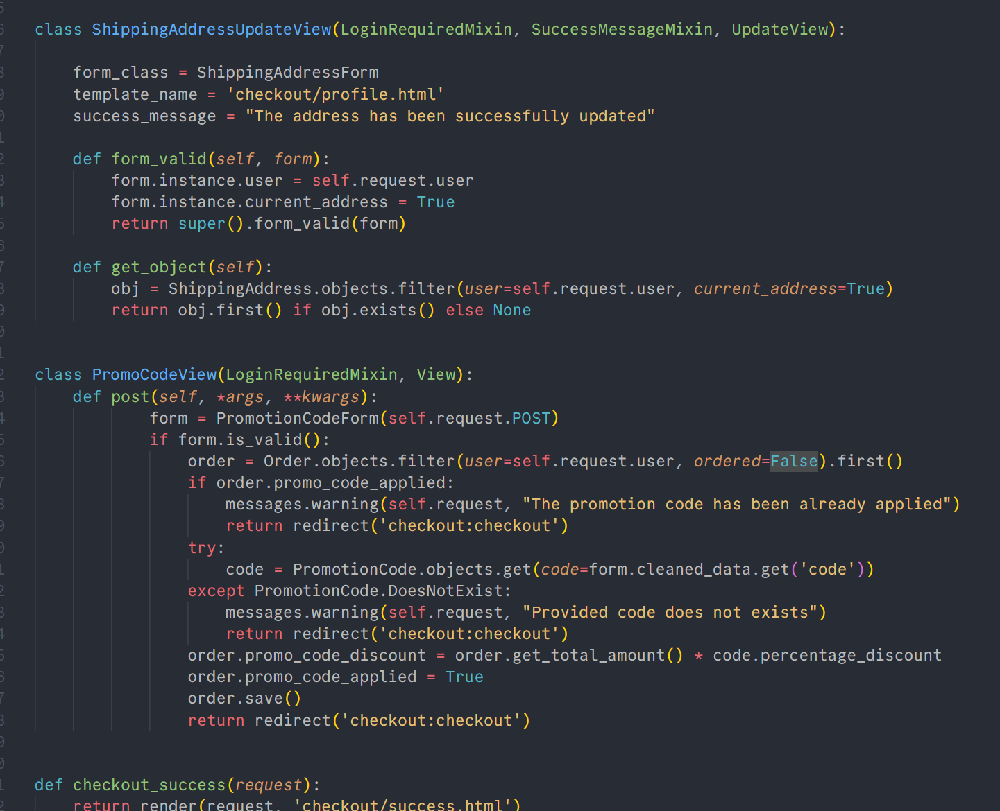 class ShippingAddressUpdateView(LoginRequiredMixin, SuccessMessageMixin, UpdateView):
form_class = ShippingAddressForm
template_name = 'checkout/profile.html'
success_message = "The address has been successfully updated"
def form_valid(self, form):
form.instance.user = self.request.user
form.instance.current_address = True
return super().form_valid(form)
def get_object(self):
obj = ShippingAddress.objects.filter(user=self.request.user, current_address=True)
return obj.first() if obj.exists() else None
class PromoCodeView(LoginRequiredMixin, View):
def post(self, *args, **kwargs):
form = PromotionCodeForm(self.request.POST)
if form.is_valid():
order = Order.objects.filter(user=self.request.user, ordered=False).first()
if order.promo_code_applied:
messages.warning(self.request, "The promotion code has been already applied")
return redirect('checkout:checkout')
try:
code = PromotionCode.objects.get(code=form.cleaned_data.get('code'))
except PromotionCode.DoesNotExist:
messages.warning(self.request, "Provided code does not exists")
return redirect('checkout:checkout')
order.promo_code_discount = order.get_total_amount() * code.percentage_discount
order.promo_code_applied = True
order.save()
return redirect('checkout:checkout')
def checkout_success(request):
return render(request, 'checkout/success.html')